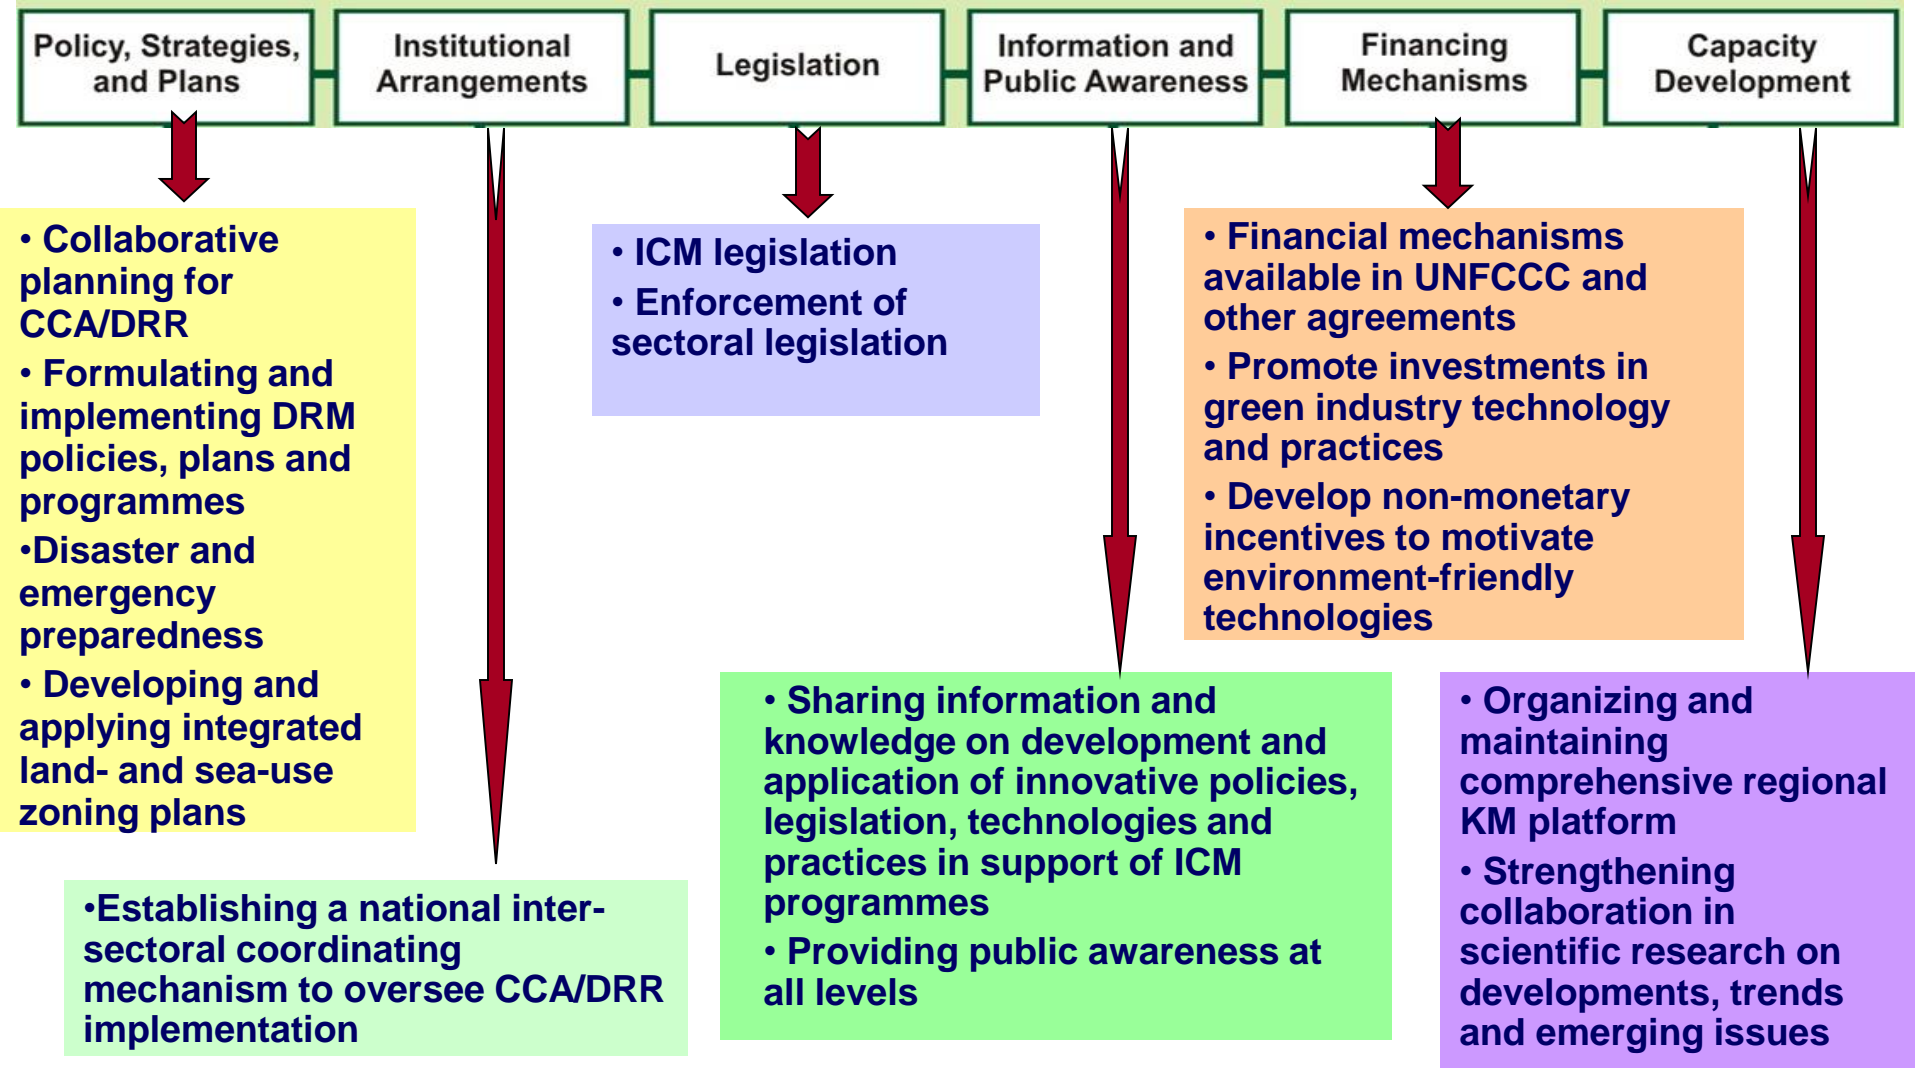 Policy, Strategies,
and Plans
Institutional
Arrangements
Legislation
Information and
Public Awareness
Financing
Mechanisms
Capacity
Development
• Collaborative
planning for
CCA/DRR
• Formulating and
implementing DRM
policies, plans and
programmes
•Disaster and
emergency
preparedness
• Developing and
applying integrated
land- and sea-use
zoning plans
•Establishing a national inter-
sectoral coordinating
mechanism to oversee CCA/DRR
implementation
• ICM legislation
• Enforcement of
sectoral legislation
• Sharing information and
knowledge on development and
application of innovative policies,
legislation, technologies and
practices in support of ICM
programmes
• Providing public awareness at
all levels
• Financial mechanisms
available in UNFCCC and
other agreements
• Promote investments in
green industry technology
and practices
• Develop non-monetary
incentives to motivate
environment-friendly
technologies
• Organizing and
maintaining
comprehensive regional
KM platform
• Strengthening
collaboration in
scientific research on
developments, trends
and emerging issues